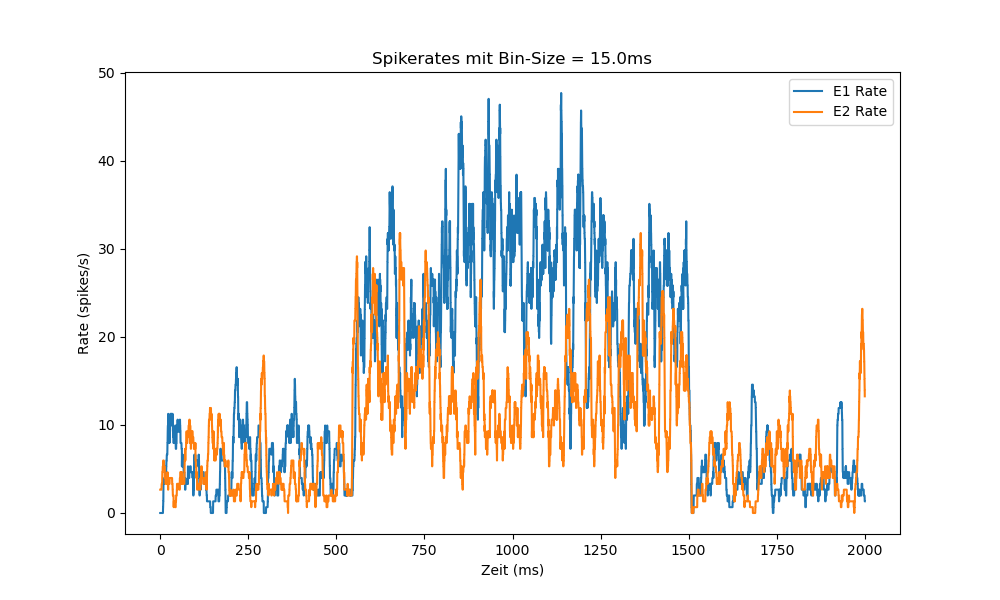 Spikerates mit Bin-Size = 15.0ms
E1 Rate
E2 Rate
Rate (spikes/s)
50
40
30
20
10
0
0 250 500 750 1000 1250 1500 1750 2000
Zeit (ms)